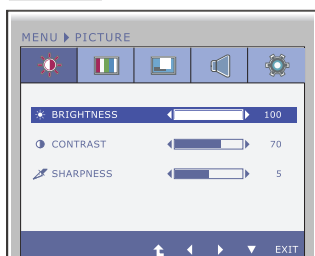 MENU PICTURE
BRIGHTNESS 100
CONTRAST 70
SHARPNESS 5
EXIT